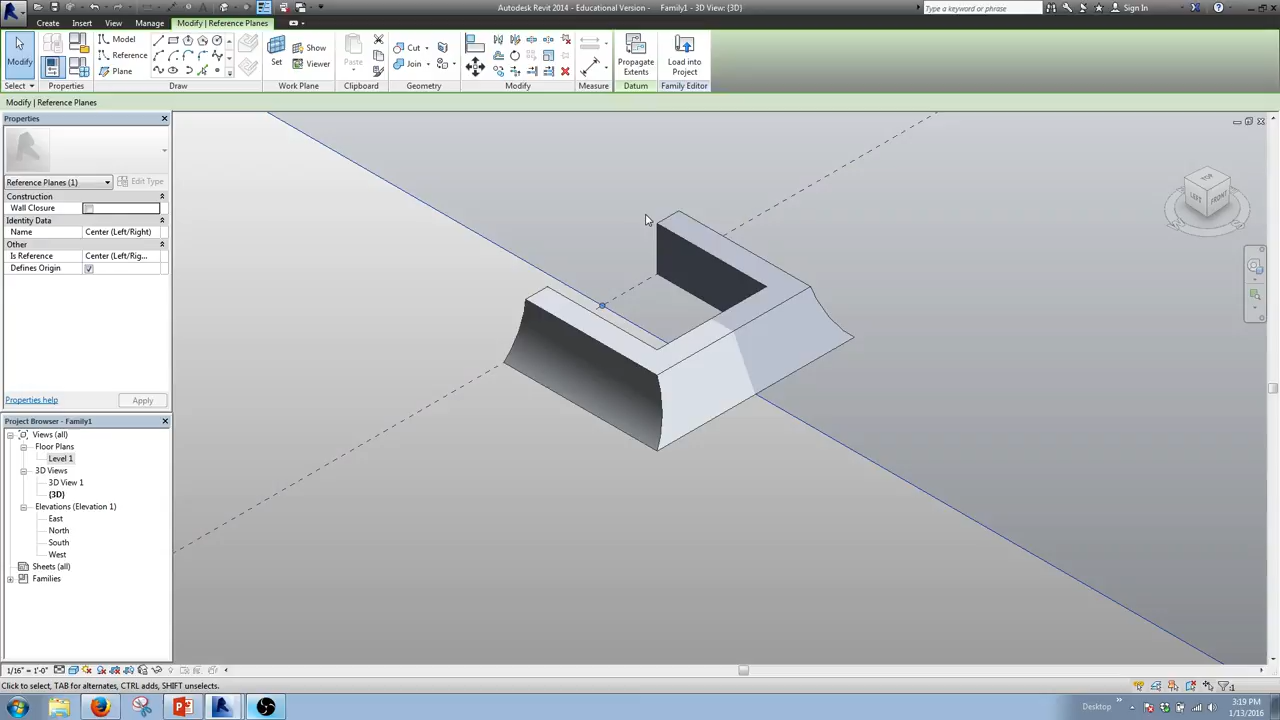 Autodesk Revit 2014 - Educational Version - Family1 - 3D View: {3D}
Type a keyword or phrase
Sign In
Create Insert View Manage Modify | Reference Planes
Modify
Model
Reference
Plane
Set
Show
Viewer
Paste
Cut
Join
Propagate
Extents
Load into
Project
Select Properties Draw Work Plane Clipboard Geometry Modify Measure Datum Family Editor
Modify | Reference Planes
Properties
Reference Planes (1)
Edit Type
Construction
Wall Closure
Identity Data
Name Center (Left/Right)
Other
Is Reference Center (Left/Rig...
Defines Origin
Properties help
Apply
Project Browser - Family1
Views (all)
Floor Plans
Level 1
3D Views
3D View 1
{3D}
Elevations (Elevation 1)
East
North
South
West
Sheets (all)
Families
TOP
LEFT
FRONT
1/16" = 1'-0"
Click to select, TAB for alternates, CTRL adds, SHIFT unselects.
:1
Desktop
3:19 PM
1/13/2016